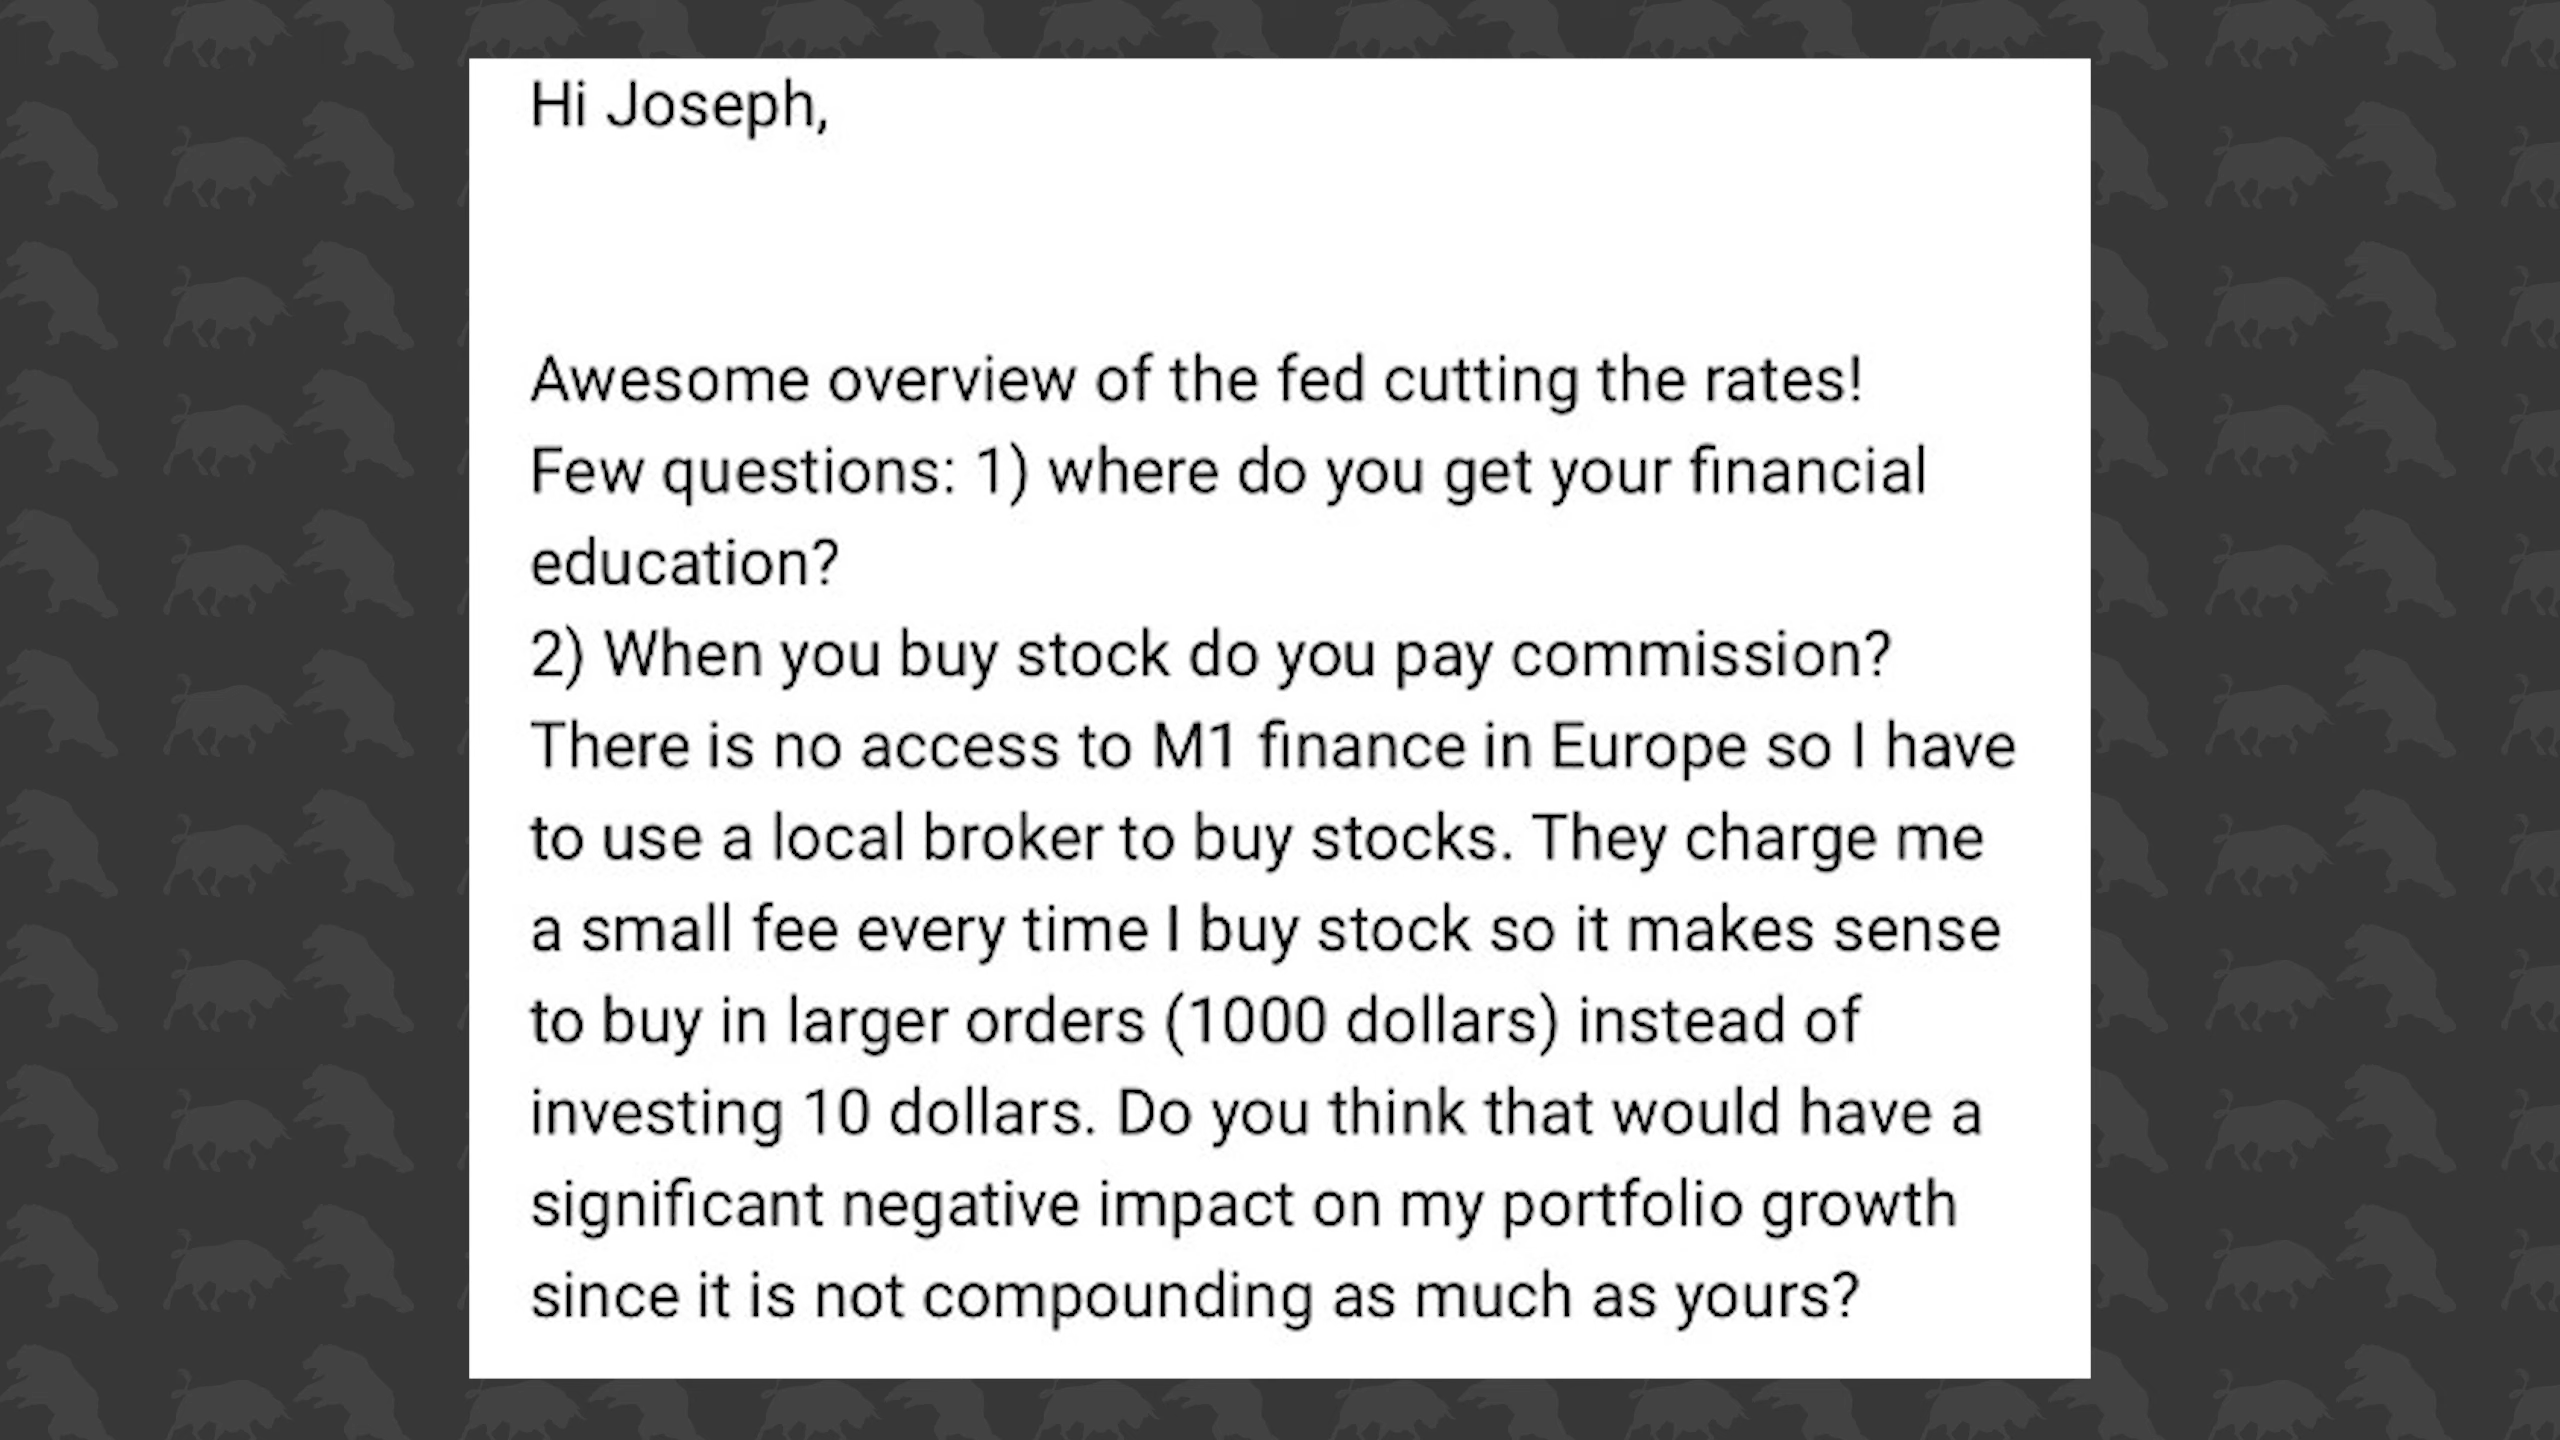 Hi Joseph,
Awesome overview of the fed cutting the rates!
Few questions: 1) where do you get your financial
education?
2) When you buy stock do you pay commission?
There is no access to M1 finance in Europe so I have
to use a local broker to buy stocks. They charge me
a small fee every time I buy stock so it makes sense
to buy in larger orders (1000 dollars) instead of
investing 10 dollars. Do you think that would have a
significant negative impact on my portfolio growth
since it is not compounding as much as yours?